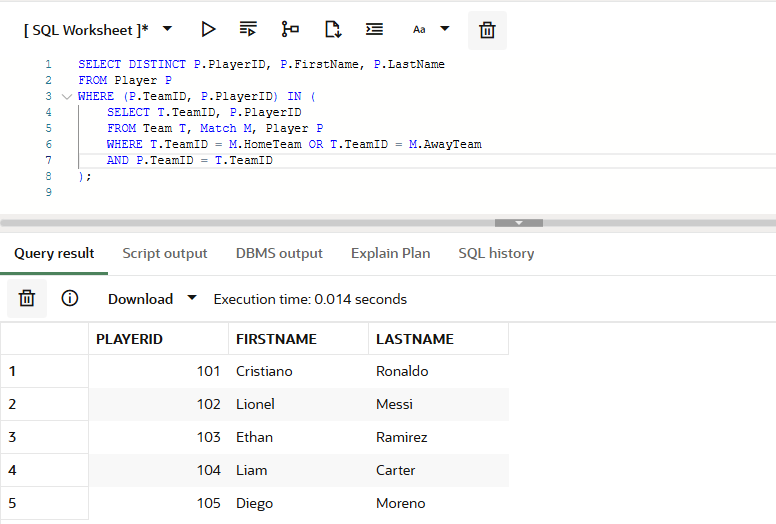 [ SQL Worksheet ]* Aa
1 SELECT DISTINCT P.PlayerID, P.FirstName, P.LastName
2 FROM Player P
3 WHERE (P.TeamID, P.PlayerID) IN (
4 SELECT T.TeamID, P.PlayerID
5 FROM Team T, Match M, Player P
6 WHERE T.TeamID = M.HomeTeam OR T.TeamID = M.AwayTeam
7 AND P.TeamID = T.TeamID
8 );
9
Query result Script output DBMS output Explain Plan SQL history
Download Execution time: 0.014 seconds
PLAYERID FIRSTNAME LASTNAME
1 101 Cristiano Ronaldo
2 102 Lionel Messi
3 103 Ethan Ramirez
4 104 Liam Carter
5 105 Diego Moreno